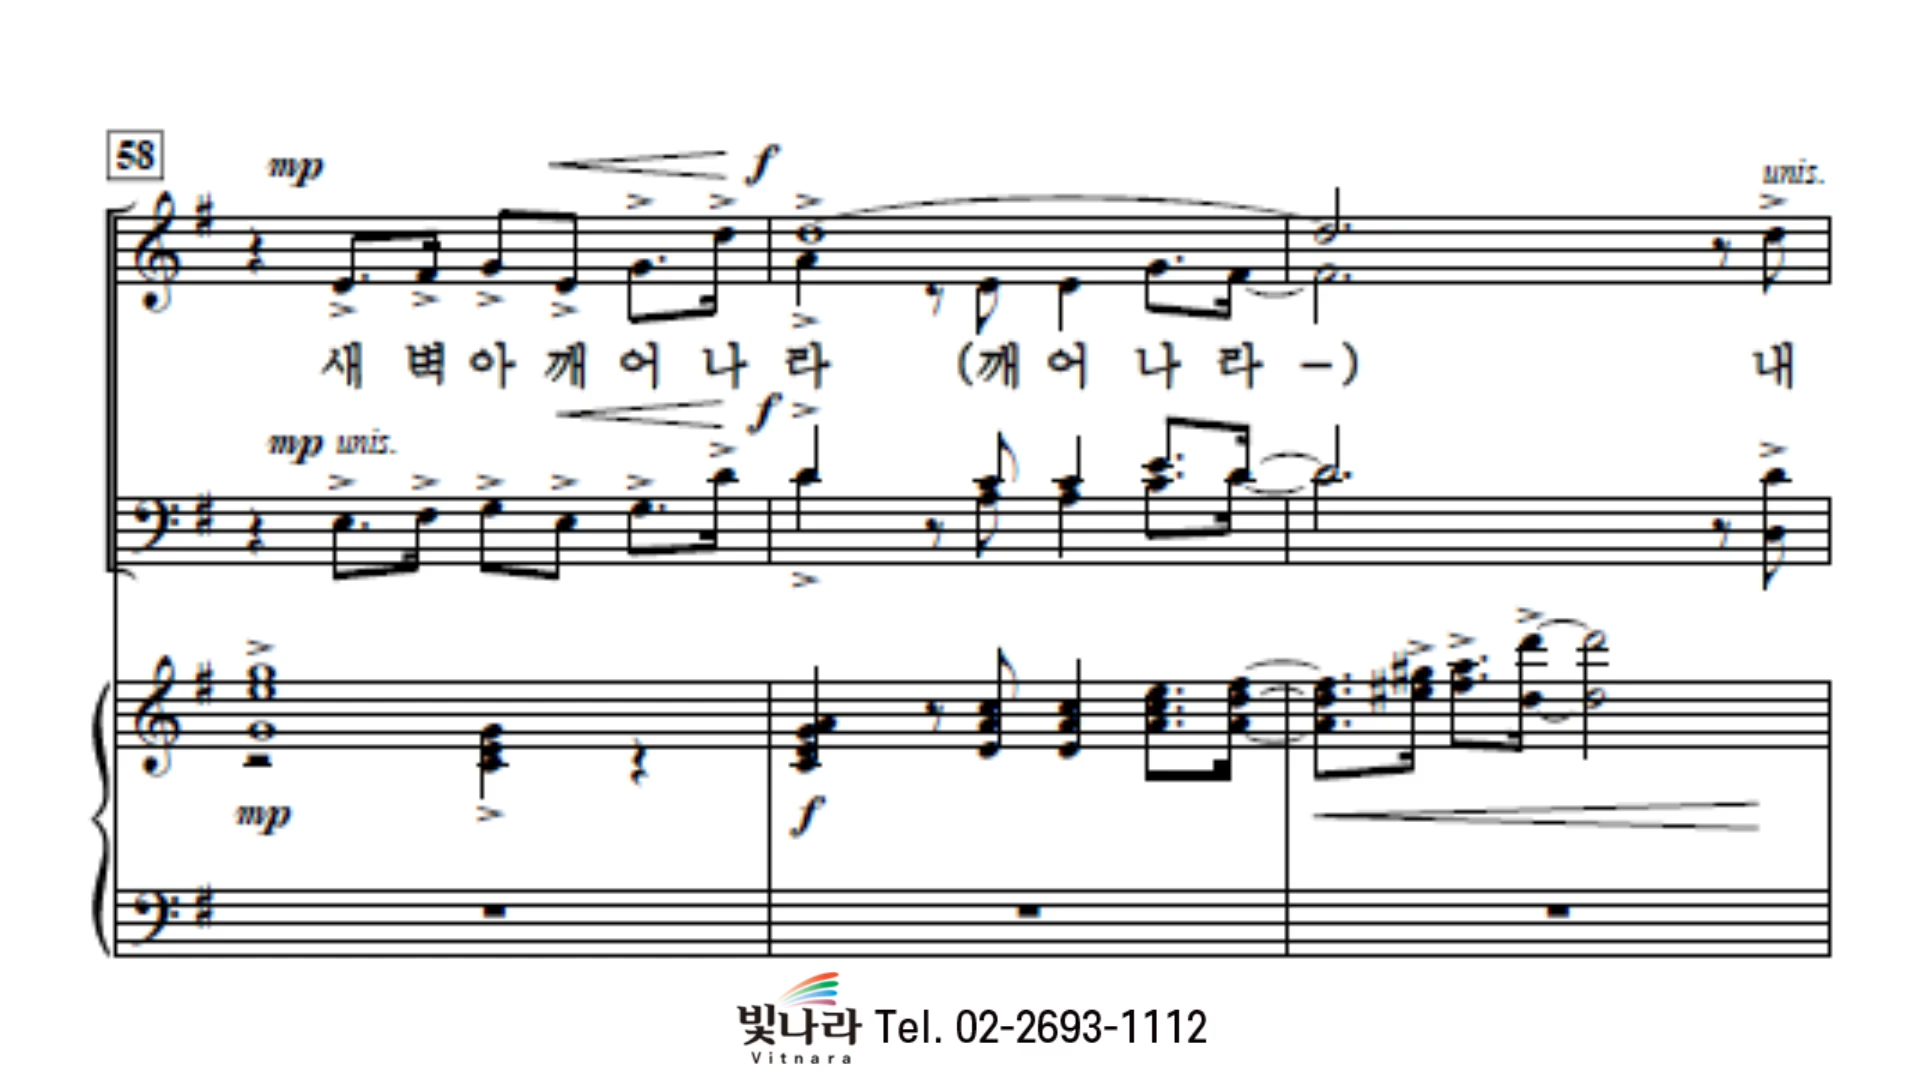 58
mp
f
unis.
새 벽 아 깨 어 나 라 (깨 어 나 라 -) 내
f
mp unis.
mp
f
빛나라 Tel. 02-2693-1112
Vitnara